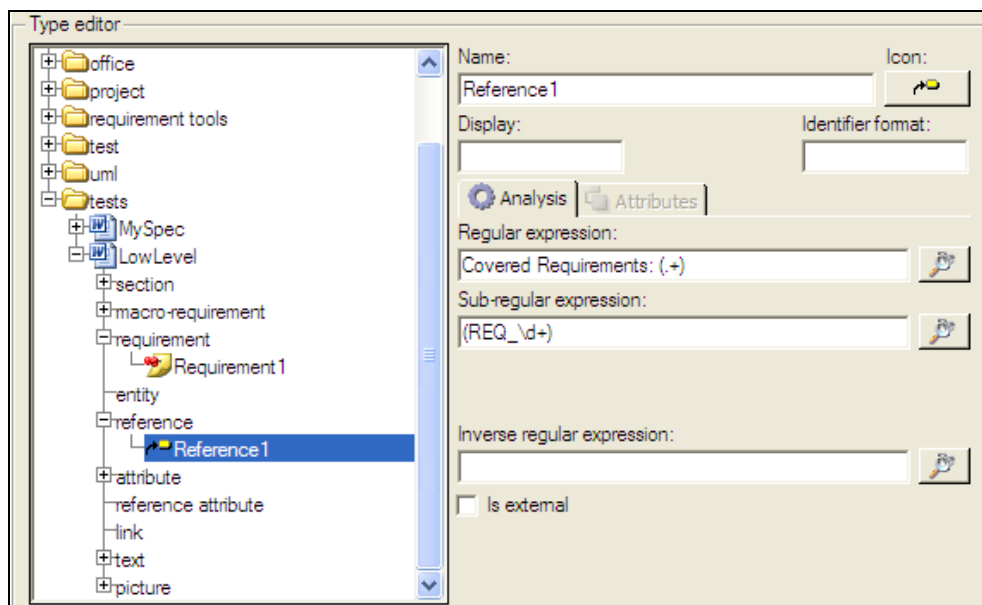 Type editor
office
project
requirement tools
test
uml
tests
MySpec
LowLevel
section
macro-requirement
requirement
Requirement1
entity
reference
Reference1
attribute
reference attribute
link
text
picture
Name:
Icon:
Reference1
Display:
Identifier format:
Analysis
Attributes
Regular expression:
Covered Requirements: (.+)
Sub-regular expression:
(REQ_\d+)
Inverse regular expression:
Is external